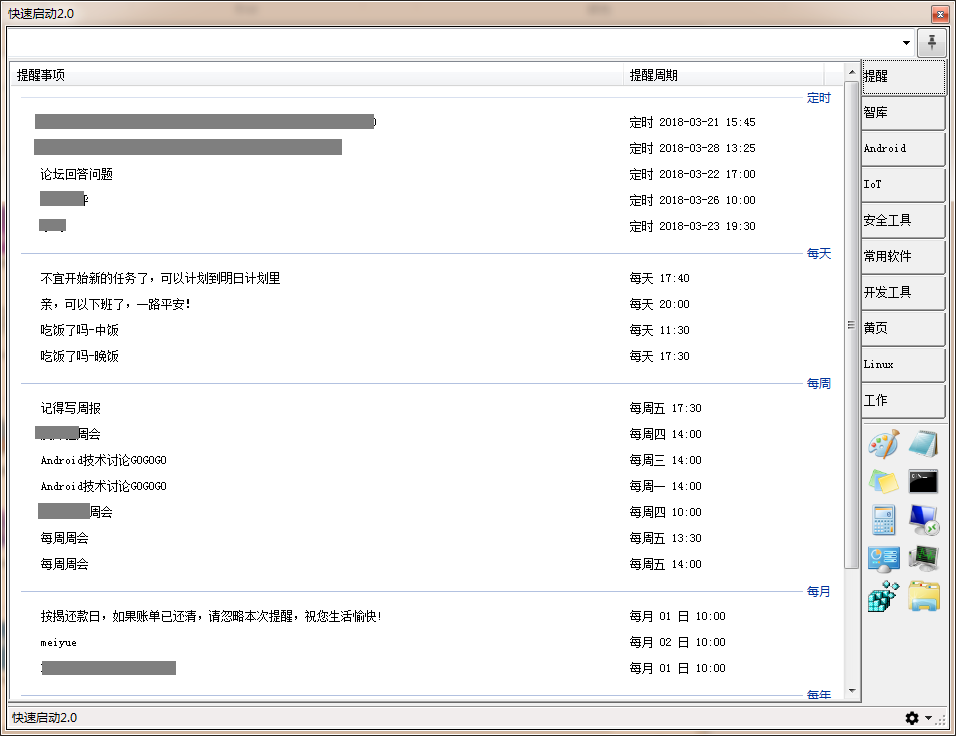 快速启动2.0
提醒事项 提醒周期
定时
定时 2018-03-21 15:45
定时 2018-03-28 13:25
论坛回答问题 定时 2018-03-22 17:00
定时 2018-03-26 10:00
定时 2018-03-23 19:30
每天
不宜开始新的任务了，可以计划到明日计划里 每天 17:40
亲，可以下班了，一路平安! 每天 20:00
吃饭了吗-中饭 每天 11:30
吃饭了吗-晚饭 每天 17:30
每周
记得写周报 每周五 17:30
周会 每周四 14:00
Android技术讨论GOGOGO 每周三 14:00
Android技术讨论GOGOGO 每周一 14:00
周会 每周四 10:00
每周周会 每周五 13:30
每周周会 每周五 14:00
每月
按揭还款日，如果账单已还清，请忽略本次提醒，祝您生活愉快! 每月 01 日 10:00
meiyue 每月 02 日 10:00
每月 01 日 10:00
每年
提醒
智库
Android
IoT
安全工具
常用软件
开发工具
黄页
Linux
工作
快速启动2.0